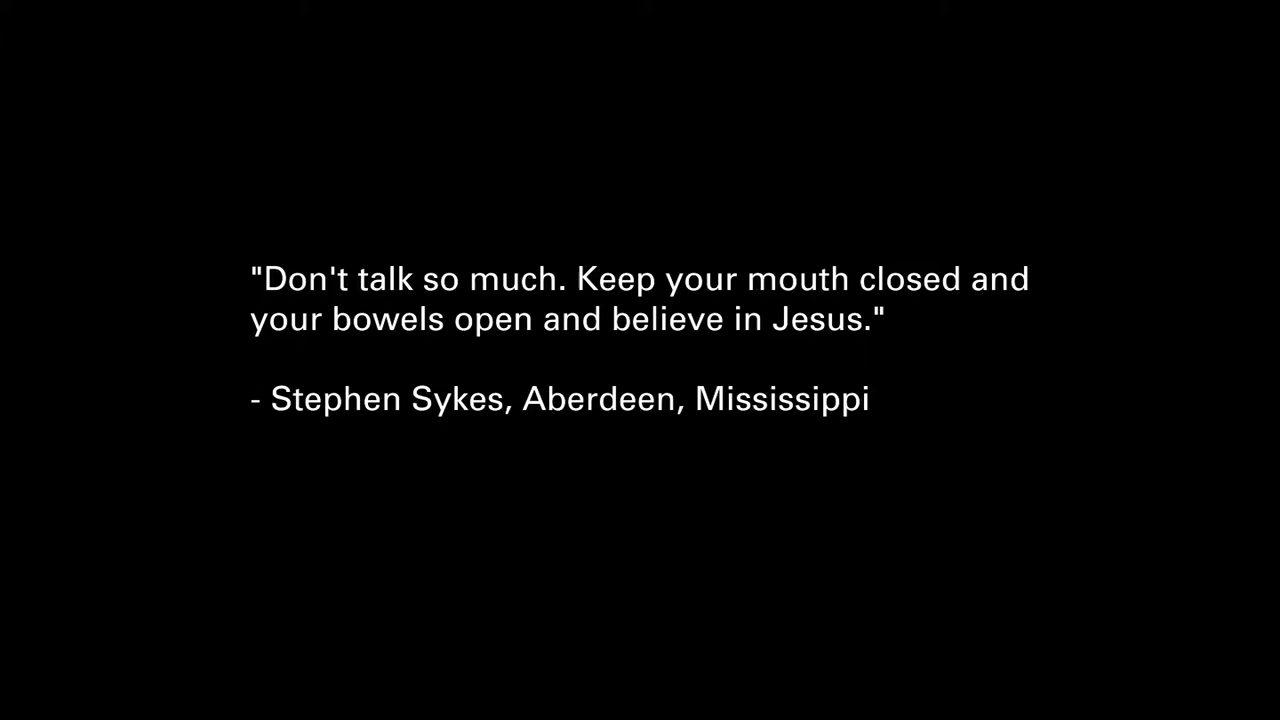 "Don't talk so much. Keep your mouth closed and
your bowels open and believe in Jesus."
- Stephen Sykes, Aberdeen, Mississippi